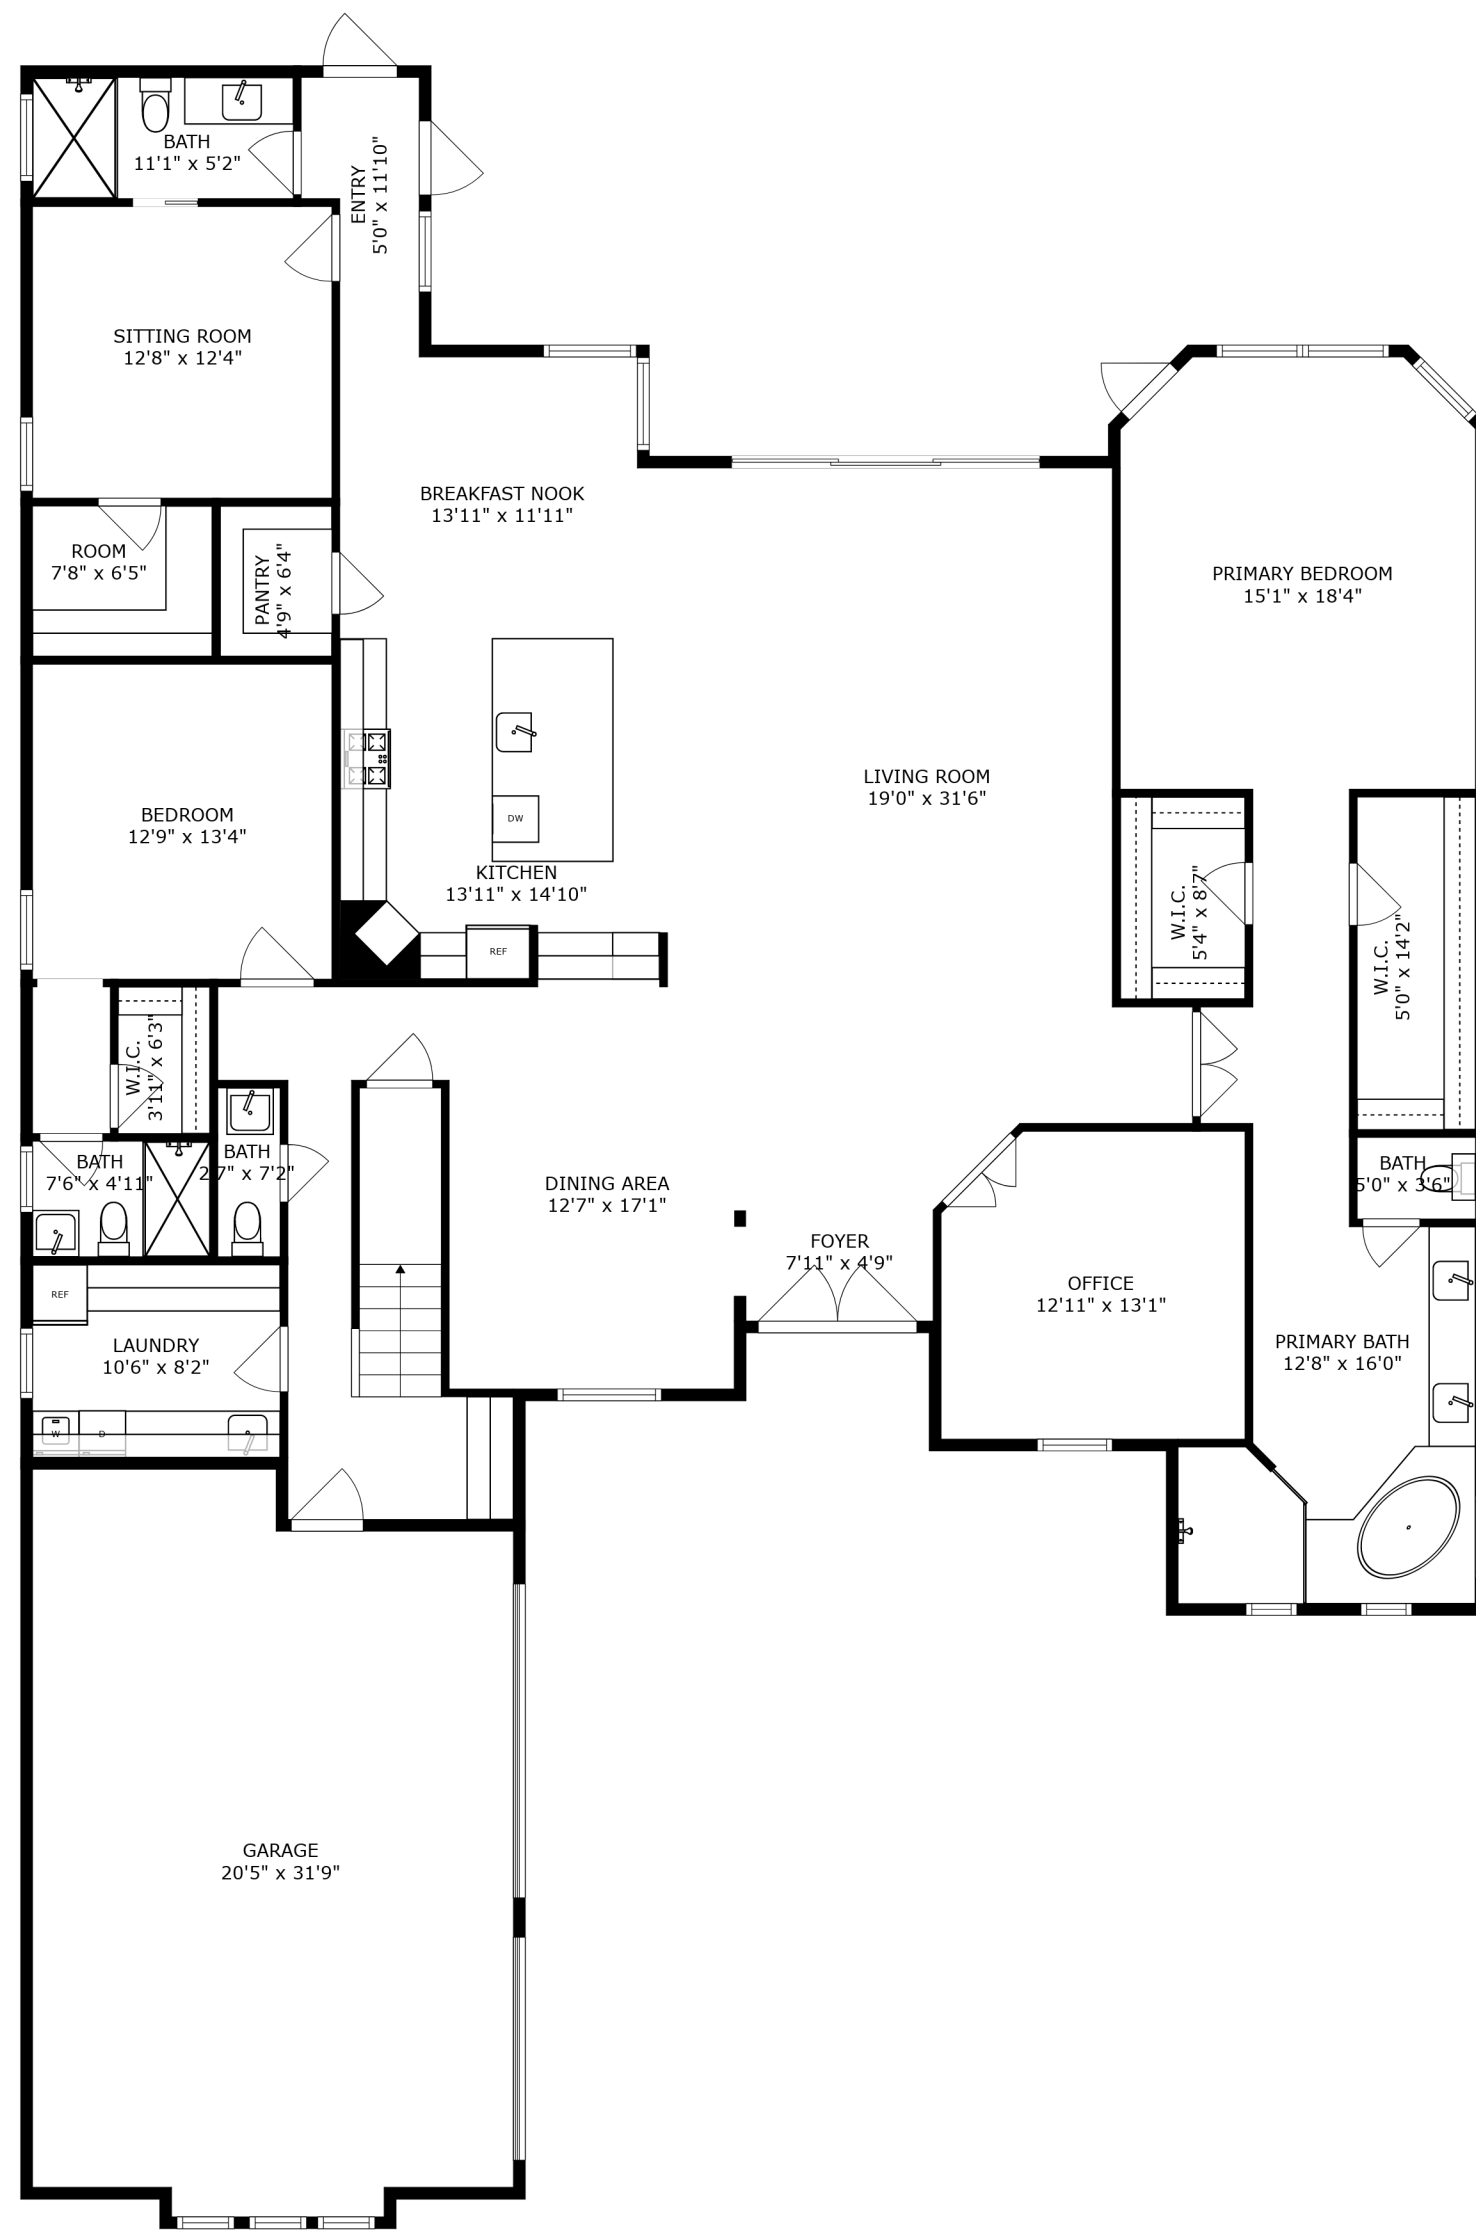 BATH
11'1" x 5'2"
ENTRY
5'0" x 11'10"
SITTING ROOM
12'8" x 12'4"
BREAKFAST NOOK
13'11" x 11'11"
ROOM
7'8" x 6'5"
PANTRY
4'9" x 6'4"
PRIMARY BEDROOM
15'1" x 18'4"
LIVING ROOM
19'0" x 31'6"
BEDROOM
12'9" x 13'4"
DW
KITCHEN
13'11" x 14'10"
REF
W.I.C.
5'4" x 8'7"
W.I.C.
5'0" x 14'2"
W.I.C.
3'11" x 6'3"
BATH
7'6" x 4'11"
BATH
2'7" x 7'2"
DINING AREA
12'7" x 17'1"
BATH
5'0" x 3'6"
FOYER
7'11" x 4'9"
OFFICE
12'11" x 13'1"
REF
LAUNDRY
10'6" x 8'2"
PRIMARY BATH
12'8" x 16'0"
W
D
GARAGE
20'5" x 31'9"